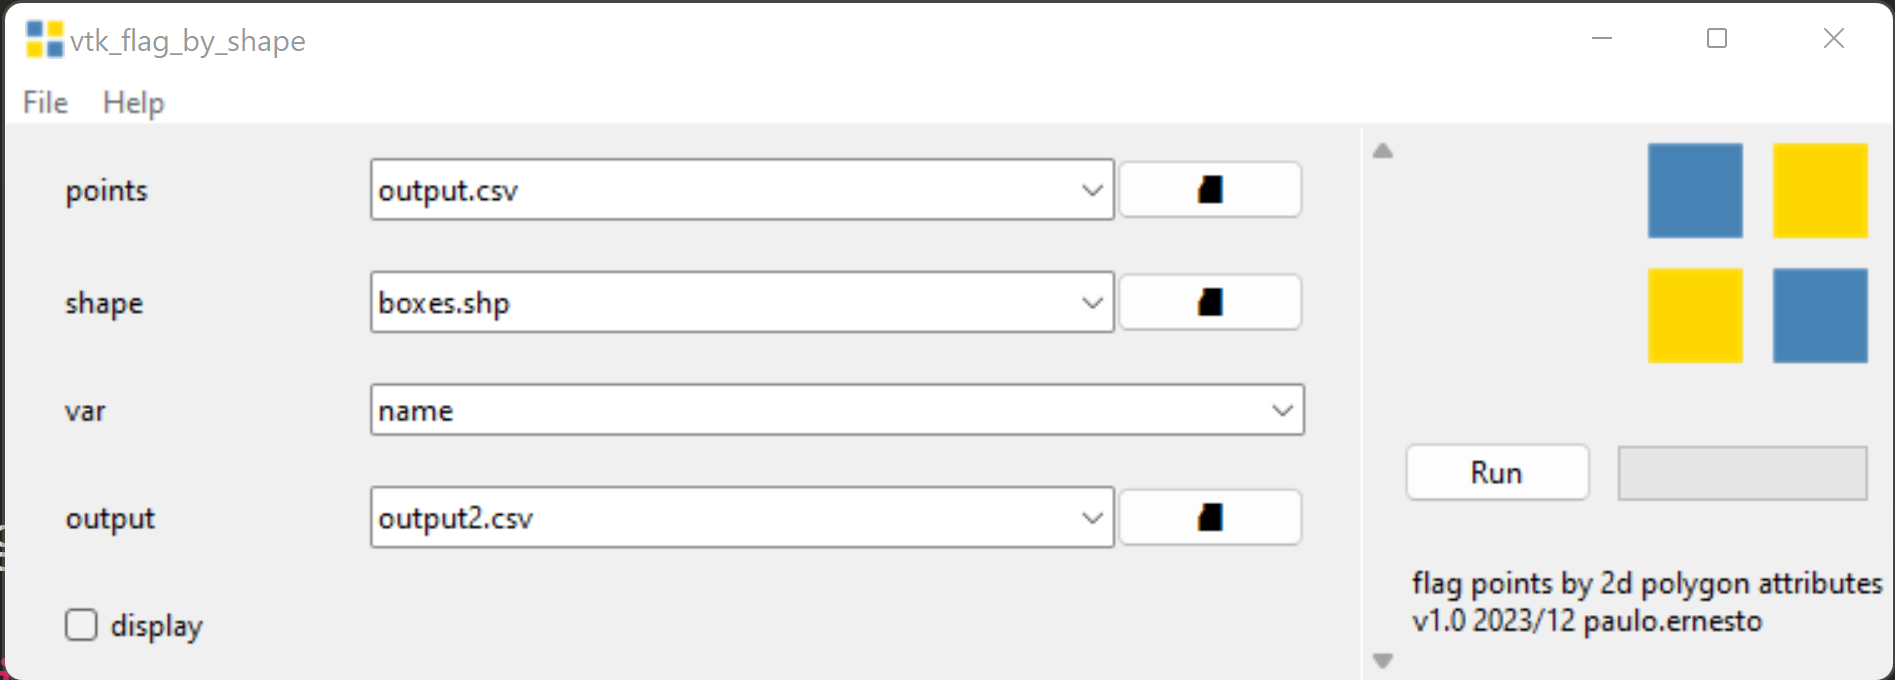 vtk_flag_by_shape
File Help
points output.csv
shape boxes.shp
var name
output output2.csv
display
Run
flag points by 2d polygon attributes
v1.0 2023/12 paulo.ernesto